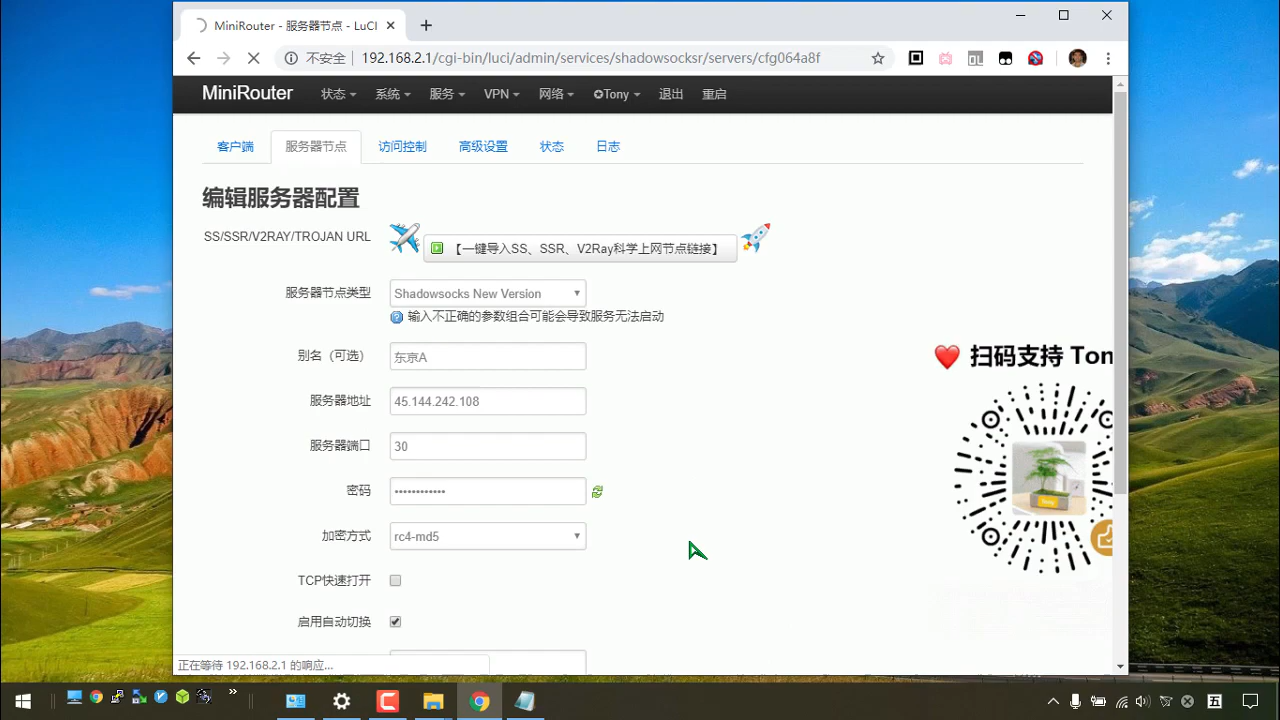 MiniRouter - 服务器节点 - LuCI
不安全 192.168.2.1/cgi-bin/luci/admin/services/shadowsocksr/servers/cfg064a8f
MiniRouter 状态 系统 服务 VPN 网络 ✪Tony 退出 重启
客户端 服务器节点 访问控制 高级设置 状态 日志
编辑服务器配置
SS/SSR/V2RAY/TROJAN URL 【一键导入SS、SSR、V2Ray科学上网节点链接】
服务器节点类型 Shadowsocks New Version
输入不正确的参数组合可能会导致服务无法启动
别名（可选） 东京A
❤️ 扫码支持 Ton
服务器地址 45.144.242.108
服务器端口 30
密码 ••••••••••••
加密方式 rc4-md5
TCP快速打开
启用自动切换
正在等待 192.168.2.1 的响应...
五